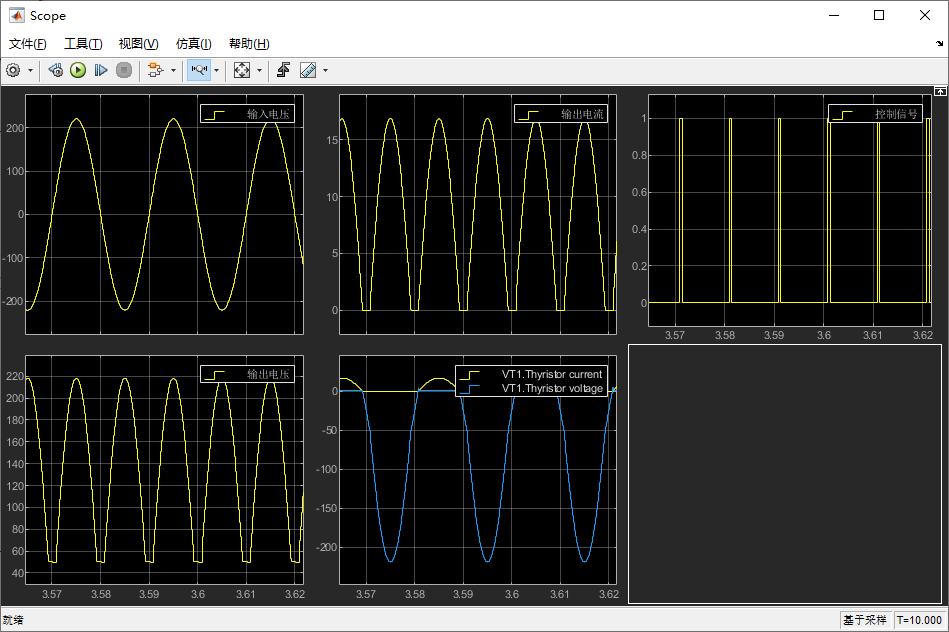 Scope
文件(F) 工具(T) 视图(V) 仿真(I) 帮助(H)
输入电压
200
100
0
-100
-200
输出电流
15
10
5
0
控制信号
1
0.8
0.6
0.4
0.2
0
3.57 3.58 3.59 3.6 3.61 3.62
输出电压
220
200
180
160
140
120
100
80
60
40
3.57 3.58 3.59 3.6 3.61 3.62
VT1.Thyristor current
VT1.Thyristor voltage
0
-50
-100
-150
-200
3.57 3.58 3.59 3.6 3.61 3.62
就绪
基于采样 T=10.000